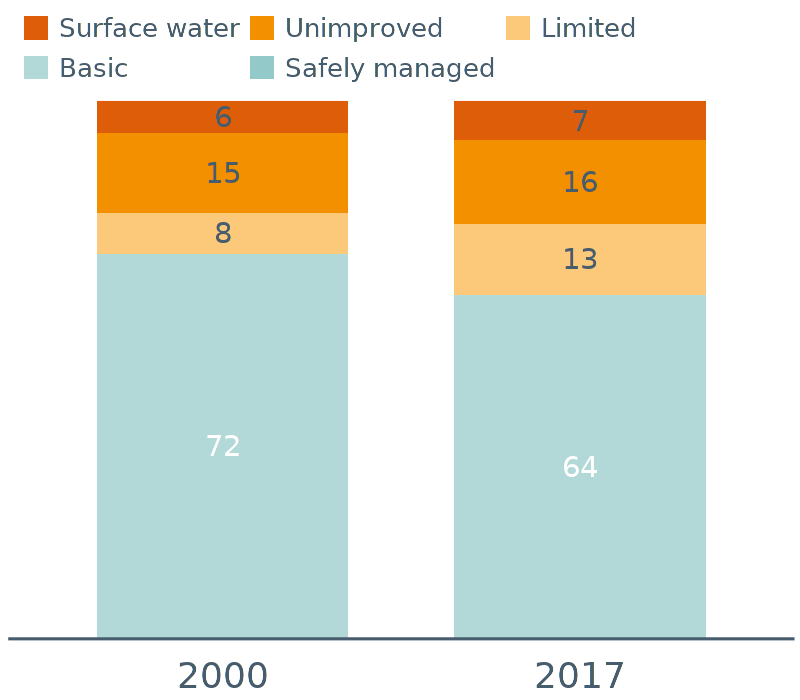 Surface water Unimproved Limited
Basic Safely managed
6 7
15 16
8 13
72 64
2000 2017